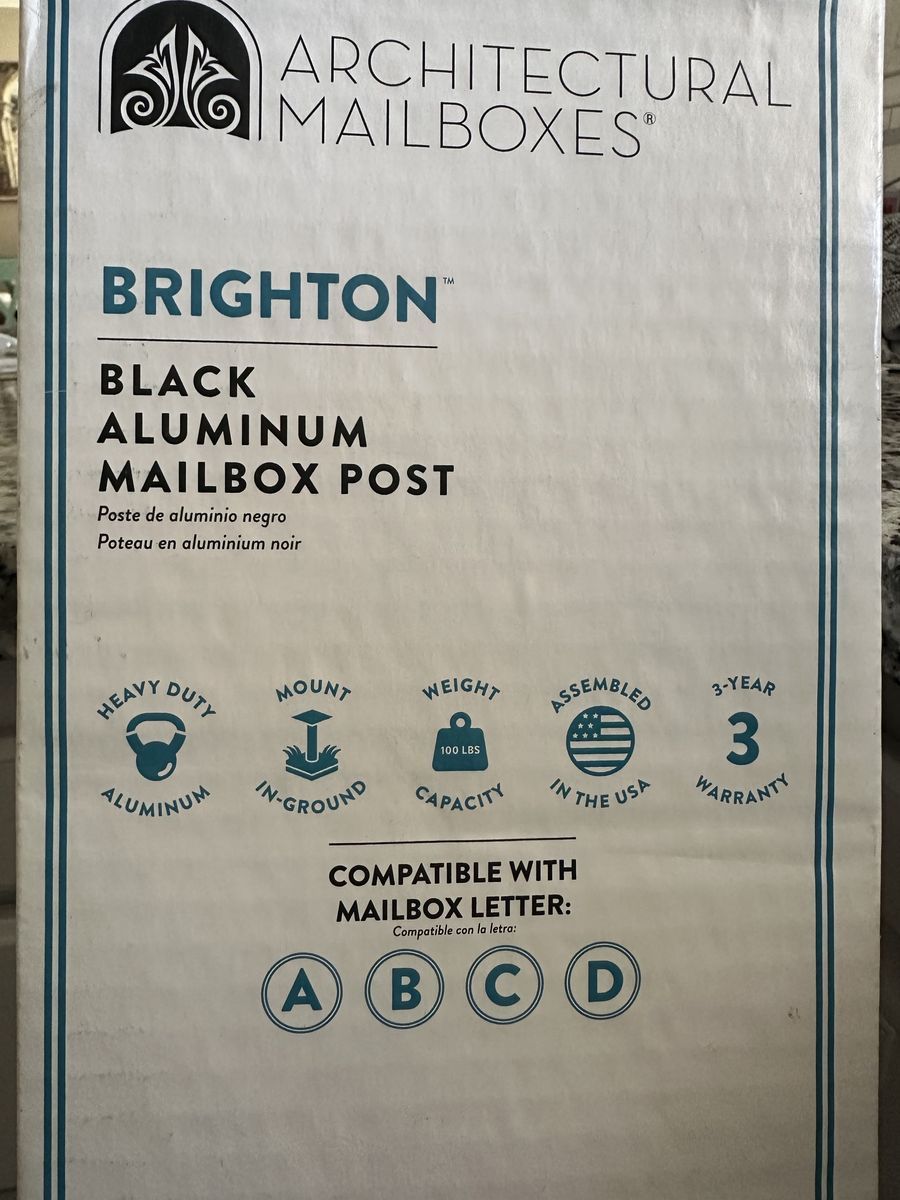 ARCHITECTURAL
MAILBOXES®
BRIGHTON™
BLACK
ALUMINUM
MAILBOX POST
Poste de aluminio negro
Poteau en aluminium noir
HEAVY DUTY
ALUMINUM
MOUNT
IN-GROUND
WEIGHT
100 LBS
CAPACITY
ASSEMBLED
IN THE USA
3-YEAR
3
WARRANTY
COMPATIBLE WITH
MAILBOX LETTER:
Compatible con la letra:
A B C D